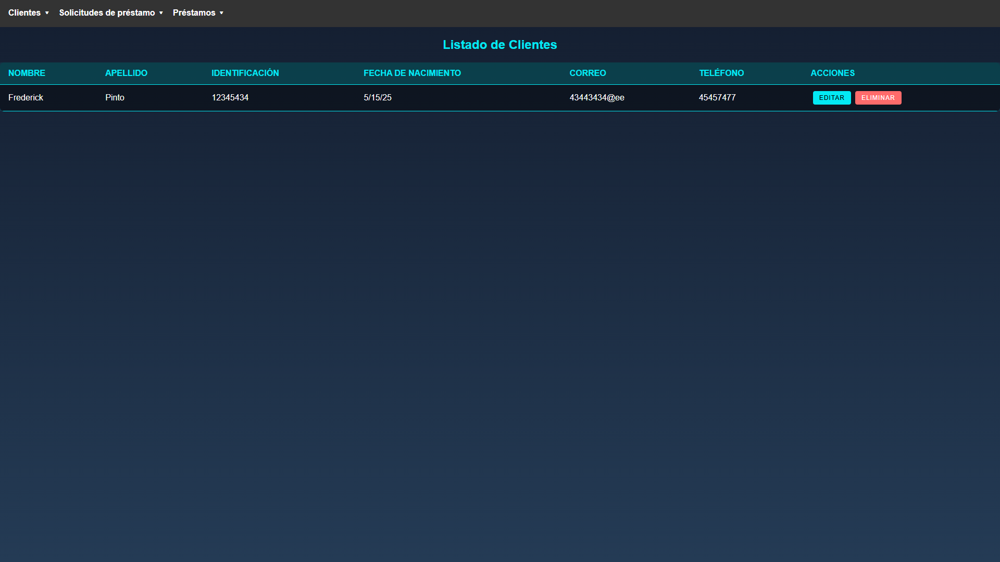 Clientes ▼ Solicitudes de préstamo ▼ Préstamos ▼
Listado de Clientes
NOMBRE APELLIDO IDENTIFICACIÓN FECHA DE NACIMIENTO CORREO TELÉFONO ACCIONES
Frederick Pinto 12345434 5/15/25 43443434@ee 45457477 EDITAR ELIMINAR